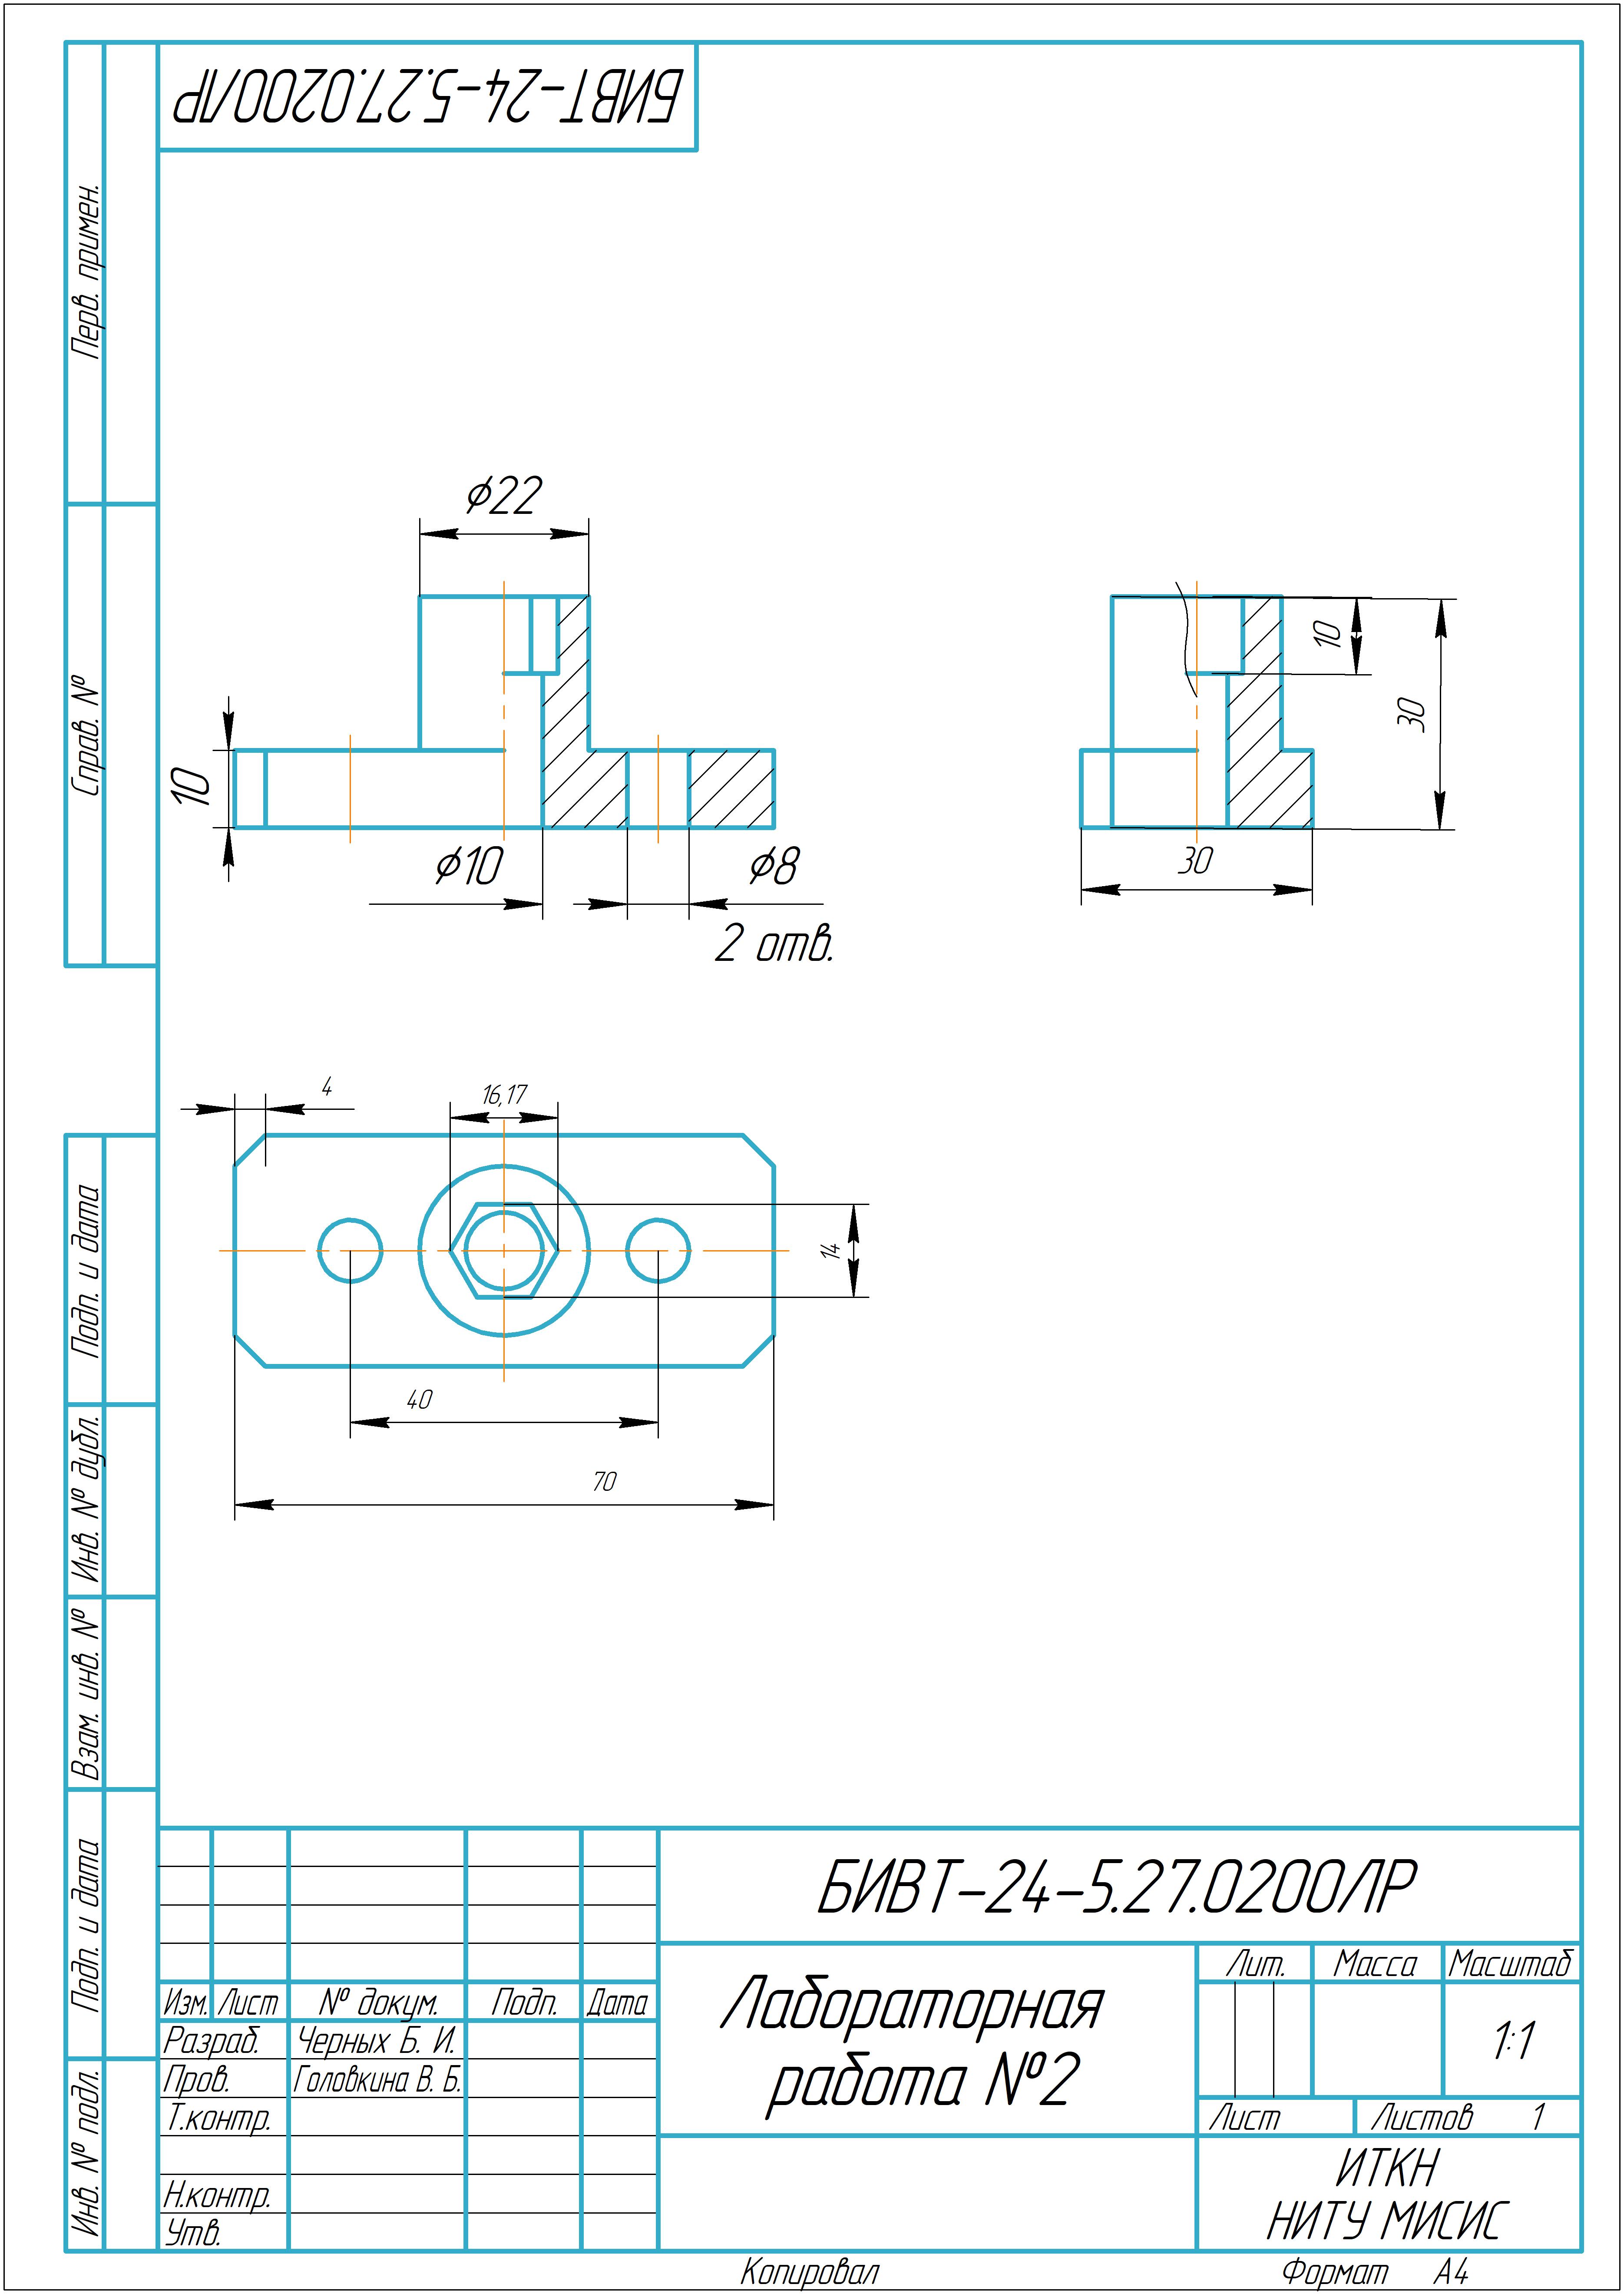 БИВТ-24-5.27.0200/ЛР
Перв. примен.
Справ. №
Подп. и дата
Инв. № дубл.
Взам. инв. №
Подп. и дата
Инв. № подл.
⌀22
10
⌀10
⌀8
2 отв.
10
30
30
4
16,17
14
40
70
БИВТ-24-5.27.0200/ЛР
Изм. Лист № докум. Подп. Дата
Разраб. Черных Б. И.
Пров. Головкина В. Б.
Т.контр.
Н.контр.
Утв.
Лабораторная
работа №2
Лит. Масса Масштаб
1:1
Лист Листов 1
ИТКН
НИТУ МИСИС
Копировал Формат А4